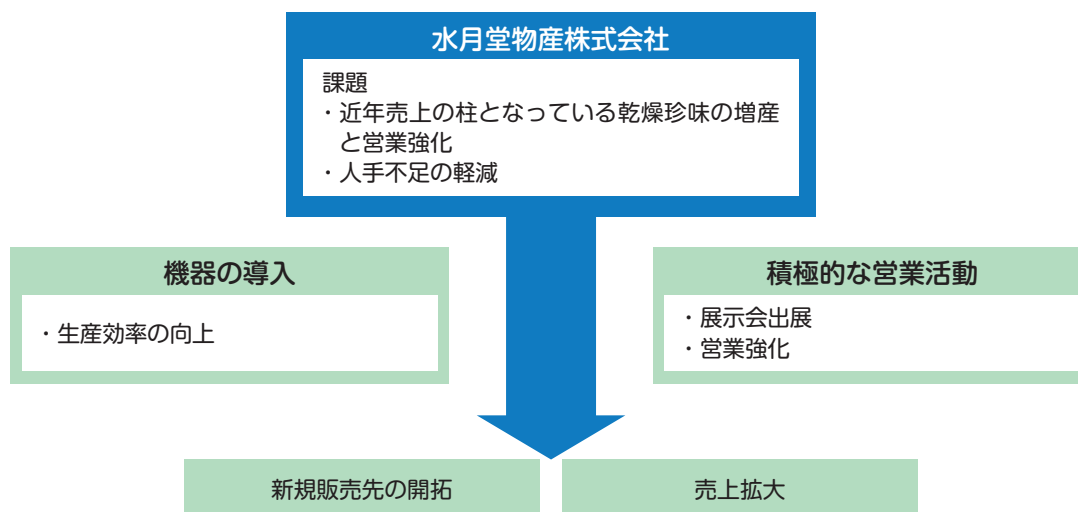 水月堂物産株式会社
課題
・近年売上の柱となっている乾燥珍味の増産
と営業強化
・人手不足の軽減
機器の導入
・生産効率の向上
積極的な営業活動
・展示会出展
・営業強化
新規販売先の開拓
売上拡大